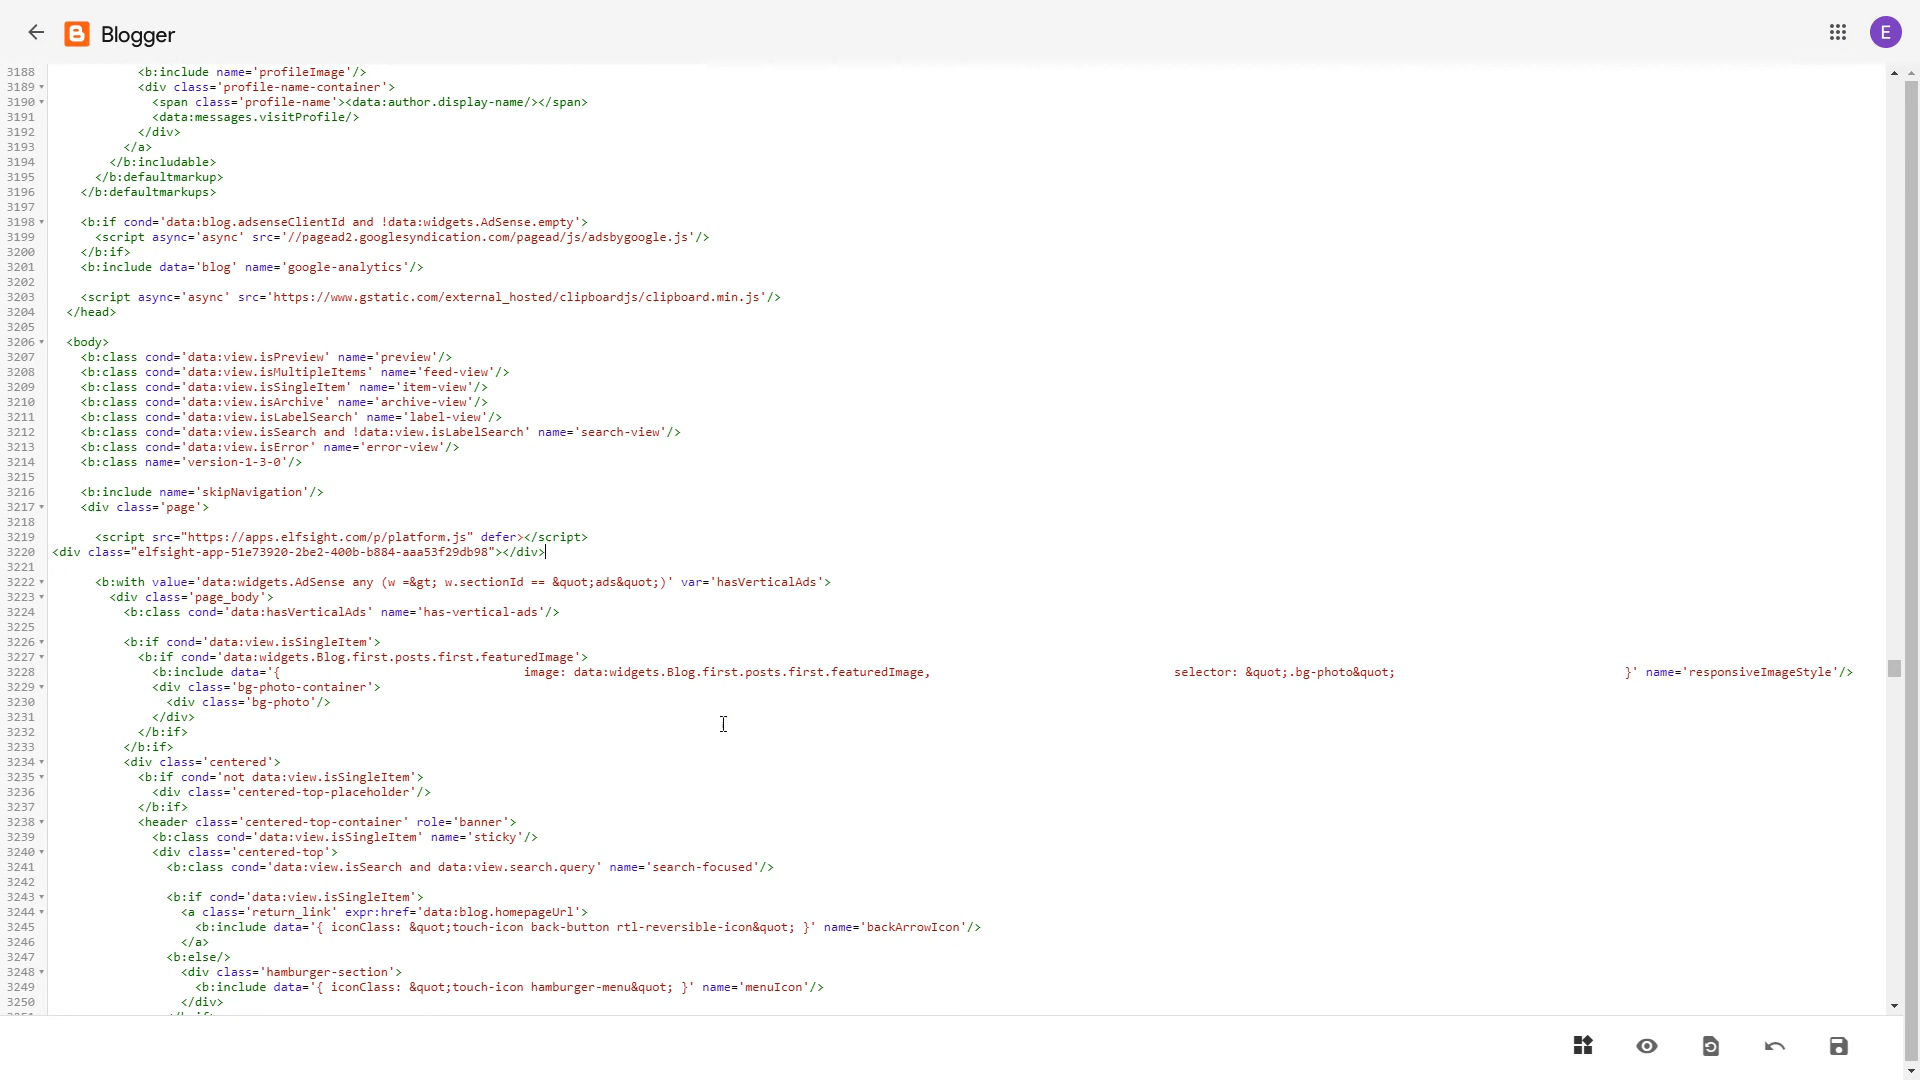 Blogger
E
3188 <b:include name='profileImage'/>
3189 <div class='profile-name-container'>
3190 <span class='profile-name'><data:author.display-name/></span>
3191 <data:messages.visitProfile/>
3192 </div>
3193 </a>
3194 </b:includable>
3195 </b:defaultmarkup>
3196 </b:defaultmarkups>
3197
3198 <b:if cond='data:blog.adsenseClientId and !data:widgets.AdSense.empty'>
3199 <script async='async' src='//pagead2.googlesyndication.com/pagead/js/adsbygoogle.js'/>
3200 </b:if>
3201 <b:include data='blog' name='google-analytics'/>
3202
3203 <script async='async' src='https://www.gstatic.com/external_hosted/clipboardjs/clipboard.min.js'/>
3204 </head>
3205
3206 <body>
3207 <b:class cond='data:view.isPreview' name='preview'/>
3208 <b:class cond='data:view.isMultipleItems' name='feed-view'/>
3209 <b:class cond='data:view.isSingleItem' name='item-view'/>
3210 <b:class cond='data:view.isArchive' name='archive-view'/>
3211 <b:class cond='data:view.isLabelSearch' name='label-view'/>
3212 <b:class cond='data:view.isSearch and !data:view.isLabelSearch' name='search-view'/>
3213 <b:class cond='data:view.isError' name='error-view'/>
3214 <b:class name='version-1-3-0'/>
3215
3216 <b:include name='skipNavigation'/>
3217 <div class='page'>
3218
3219 <script src="https://apps.elfsight.com/p/platform.js" defer></script>
3220 <div class="elfsight-app-51e73920-2be2-400b-b884-aaa53f29db98"></div>
3221
3222 <b:with value='data:widgets.AdSense any (w =&gt; w.sectionId == &quot;ads&quot;)' var='hasVerticalAds'>
3223 <div class='page_body'>
3224 <b:class cond='data:hasVerticalAds' name='has-vertical-ads'/>
3225
3226 <b:if cond='data:view.isSingleItem'>
3227 <b:if cond='data:widgets.Blog.first.posts.first.featuredImage'>
3228 <b:include data='{ image: data:widgets.Blog.first.posts.first.featuredImage, selector: &quot;.bg-photo&quot; }' name='responsiveImageStyle'/>
3229 <div class='bg-photo-container'>
3230 <div class='bg-photo'/>
3231 </div>
3232 </b:if>
3233 </b:if>
3234 <div class='centered'>
3235 <b:if cond='not data:view.isSingleItem'>
3236 <div class='centered-top-placeholder'/>
3237 </b:if>
3238 <header class='centered-top-container' role='banner'>
3239 <b:class cond='data:view.isSingleItem' name='sticky'/>
3240 <div class='centered-top'>
3241 <b:class cond='data:view.isSearch and data:view.search.query' name='search-focused'/>
3242
3243 <b:if cond='data:view.isSingleItem'>
3244 <a class='return_link' expr:href='data:blog.homepageUrl'>
3245 <b:include data='{ iconClass: &quot;touch-icon back-button rtl-reversible-icon&quot; }' name='backArrowIcon'/>
3246 </a>
3247 <b:else/>
3248 <div class='hamburger-section'>
3249 <b:include data='{ iconClass: &quot;touch-icon hamburger-menu&quot; }' name='menuIcon'/>
3250 </div>